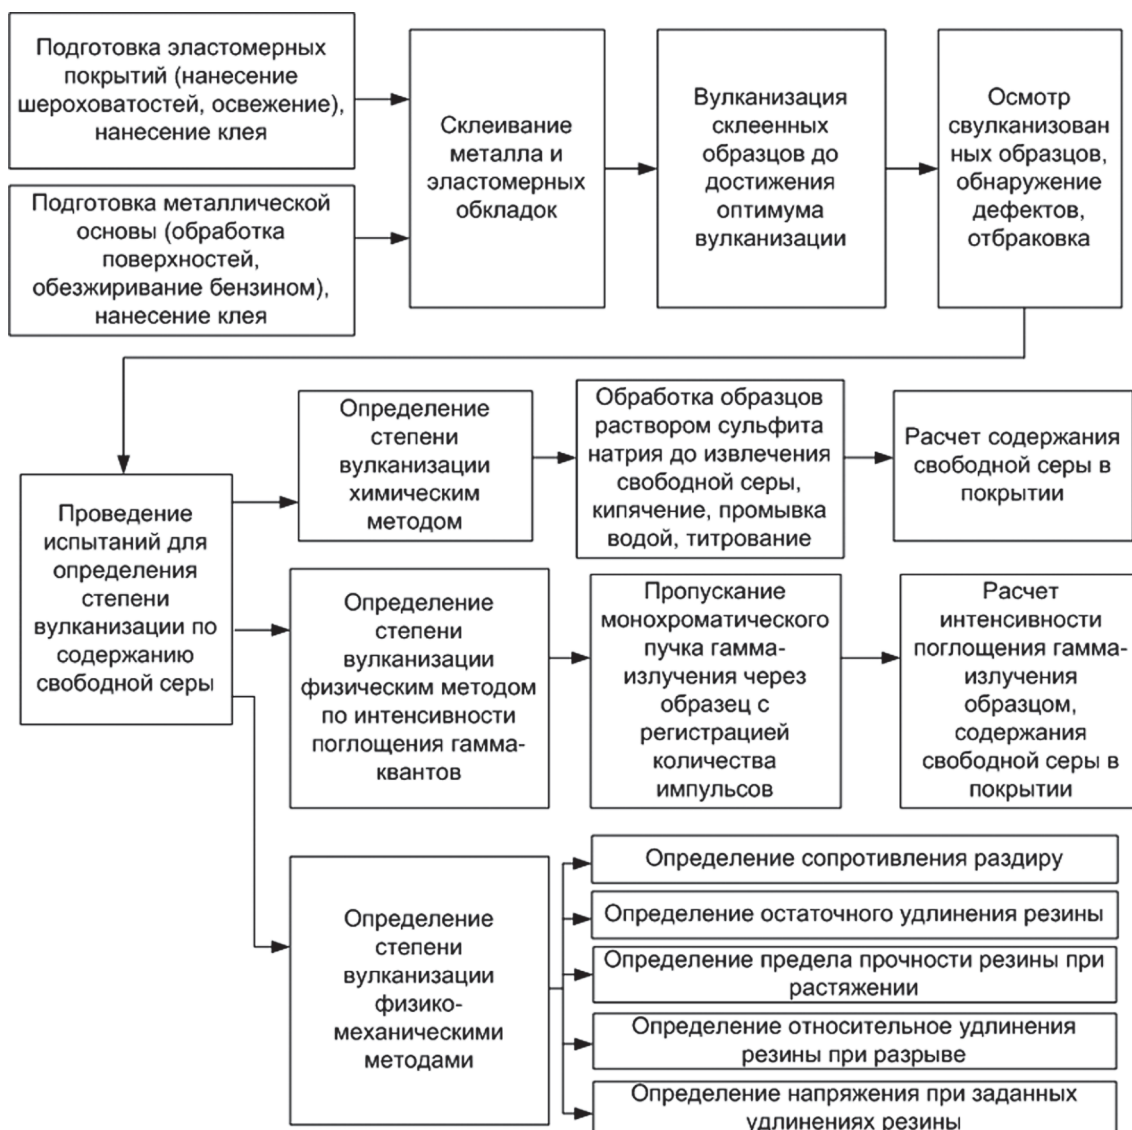 Подготовка эластомерных
покрытий (нанесение
шероховатостей, освежение),
нанесение клея
Подготовка металлической
основы (обработка
поверхностей,
обезжиривание бензином),
нанесение клея
Склеивание
металла и
эластомерных
обкладок
Вулканизация
склеенных
образцов до
достижения
оптимума
вулканизации
Осмотр
свулканизован
ных образцов,
обнаружение
дефектов,
отбраковка
Проведение
испытаний для
определения
степени
вулканизации по
содержанию
свободной серы
Определение
степени
вулканизации
химическим
методом
Обработка образцов
раствором сульфита
натрия до извлечения
свободной серы,
кипячение, промывка
водой, титрование
Расчет содержания
свободной серы в
покрытии
Определение
степени
вулканизации
физическим методом
по интенсивности
поглощения гамма-
квантов
Пропускание
монохроматического
пучка гамма-
излучения через
образец с
регистрацией
количества
импульсов
Расчет
интенсивности
поглощения гамма-
излучения
образцом,
содержания
свободной серы в
покрытии
Определение
степени
вулканизации
физико-
механическими
методами
Определение сопротивления раздиру
Определение остаточного удлинения резины
Определение предела прочности резины при
растяжении
Определение относительное удлинения
резины при разрыве
Определение напряжения при заданных
удлинениях резины